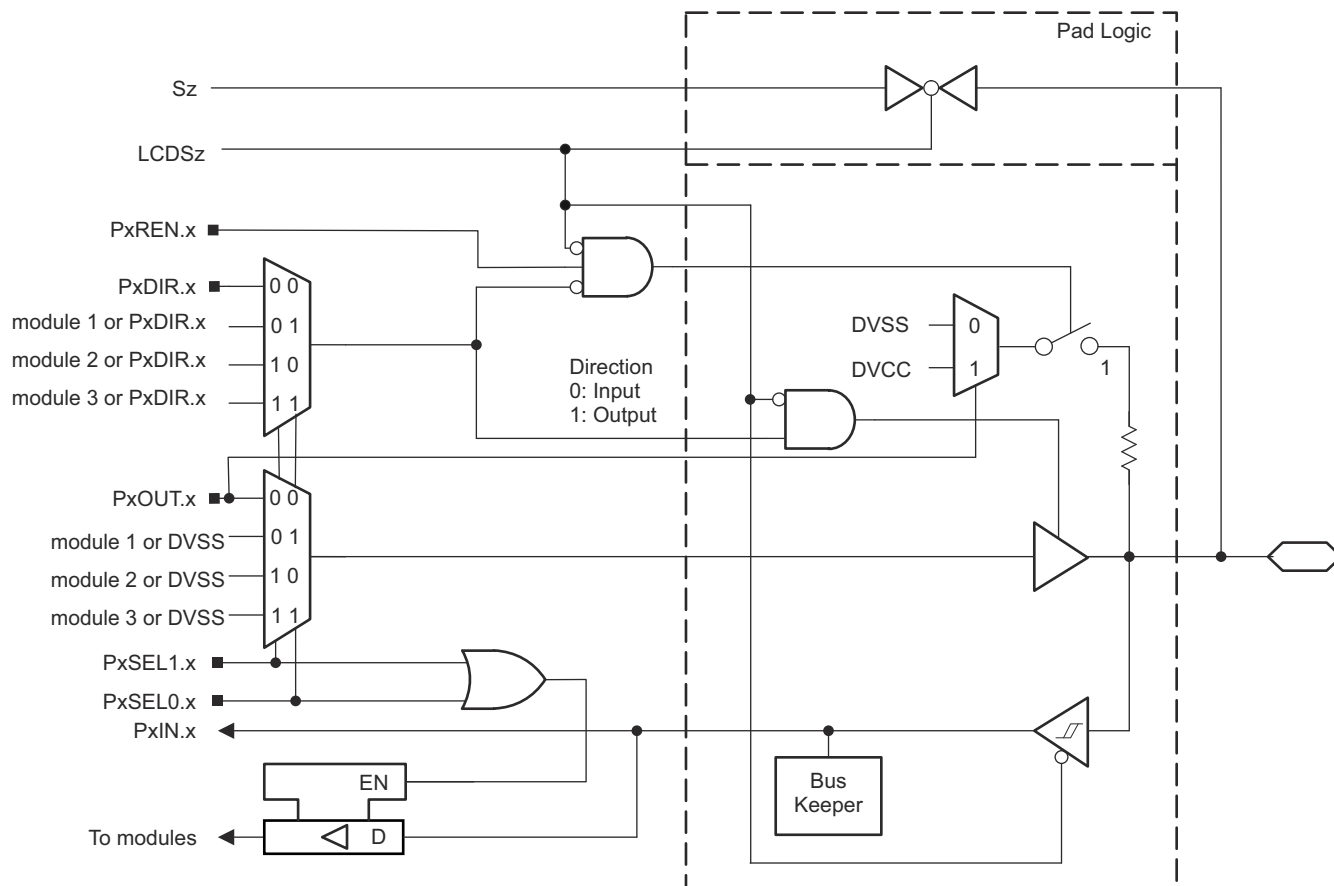 Pad Logic
Sz
LCDSz
PxREN.x
PxDIR.x
0 0
module 1 or PxDIR.x
0 1
module 2 or PxDIR.x
1 0
module 3 or PxDIR.x
1 1
Direction
0: Input
1: Output
DVSS
0
DVCC
1
1
PxOUT.x
0 0
module 1 or DVSS
0 1
module 2 or DVSS
1 0
module 3 or DVSS
1 1
PxSEL1.x
PxSEL0.x
PxIN.x
EN
D
To modules
Bus
Keeper